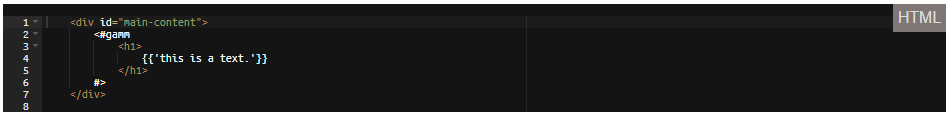 HTML
1 <div id="main-content">
2 <#gamm
3 <h1>
4 {{'this is a text.'}}
5 </h1>
6 #>
7 </div>
8